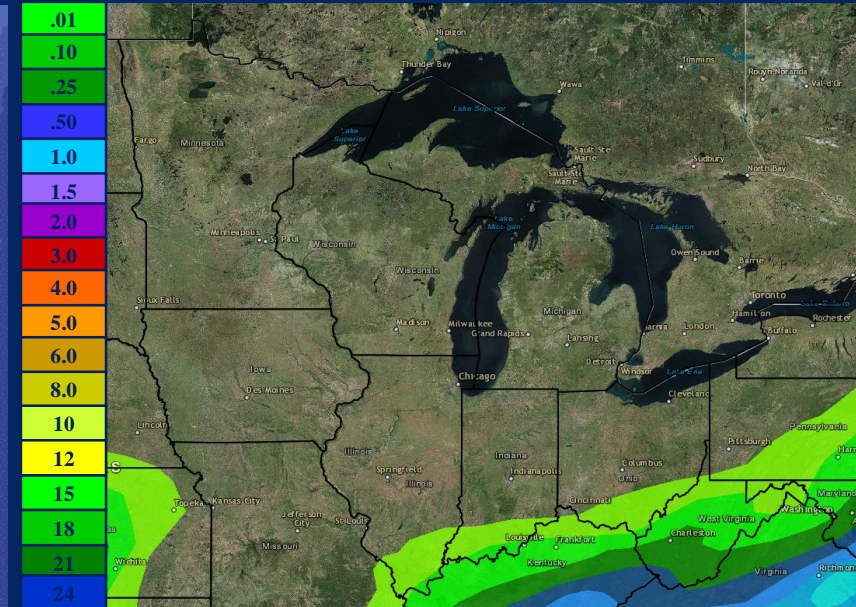 .01
.10
.25
.50
1.0
1.5
2.0
3.0
4.0
5.0
6.0
8.0
10
12
15
18
21
24
Nipigon
Thunder Bay
Timmins
Rouyn-Noranda
Val-d'Or
Wawa
Lake Superior
Lake
Superior
Fargo
Minnesota
Sault Ste
Marie
Sault Ste
Marie
Sudbury
North Bay
Minneapolis
St Paul
Wisconsin
Lake
Michigan
Lake Huron
Owen Sound
Barrie
Wisconsin
Sioux Falls
Toronto
Lake Ontario
Michigan
Hamilton
Rochester
Madison
Milwaukee
Grand Rapids
Lansing
Sarnia
London
Buffalo
Detroit
Windsor
Lake Erie
Iowa
Chicago
Des Moines
Cleveland
Lincoln
Pennsylvania
Pittsburgh
Harr
Illinois
Indiana
S
Springfield
Illinois
Indianapolis
Columbus
Ohio
Topeka
Kansas City
Jefferson
City
St Louis
Cincinnati
Maryland
Washington
West Virginia
Charleston
Missouri
Louisville
Frankfort
Kentucky
as
Wichita
Virginia
Richmond